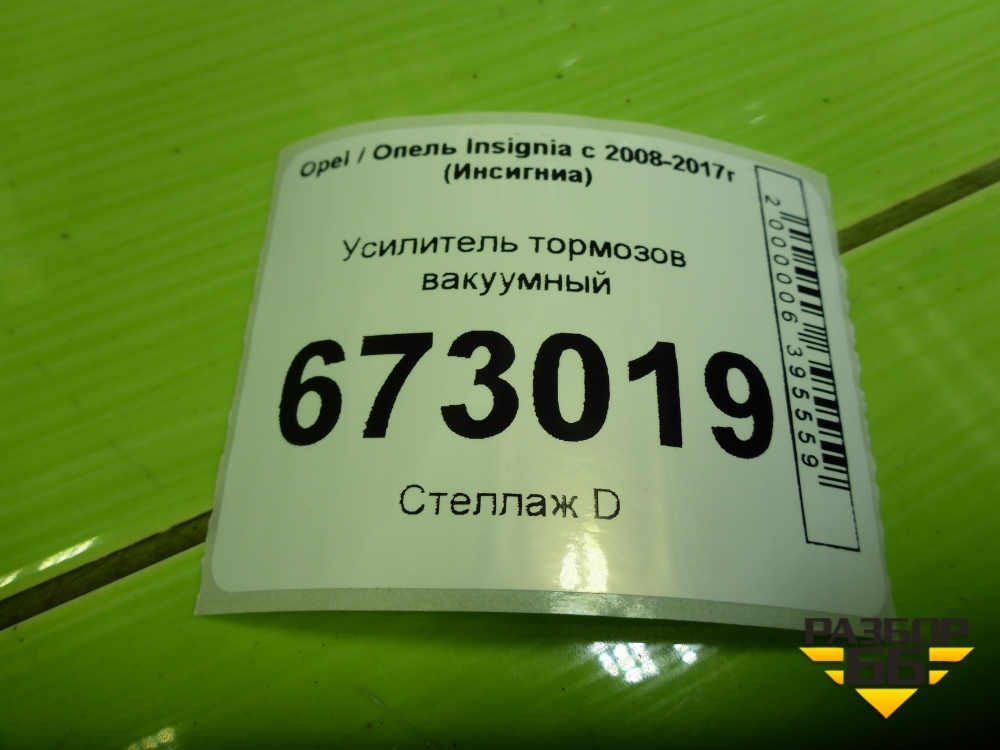 Opel / Опель Insignia с 2008-2017г
(Инсигниа)
Усилитель тормозов
вакуумный
673019
Стеллаж D
2000006395559
РАЗБОР
66